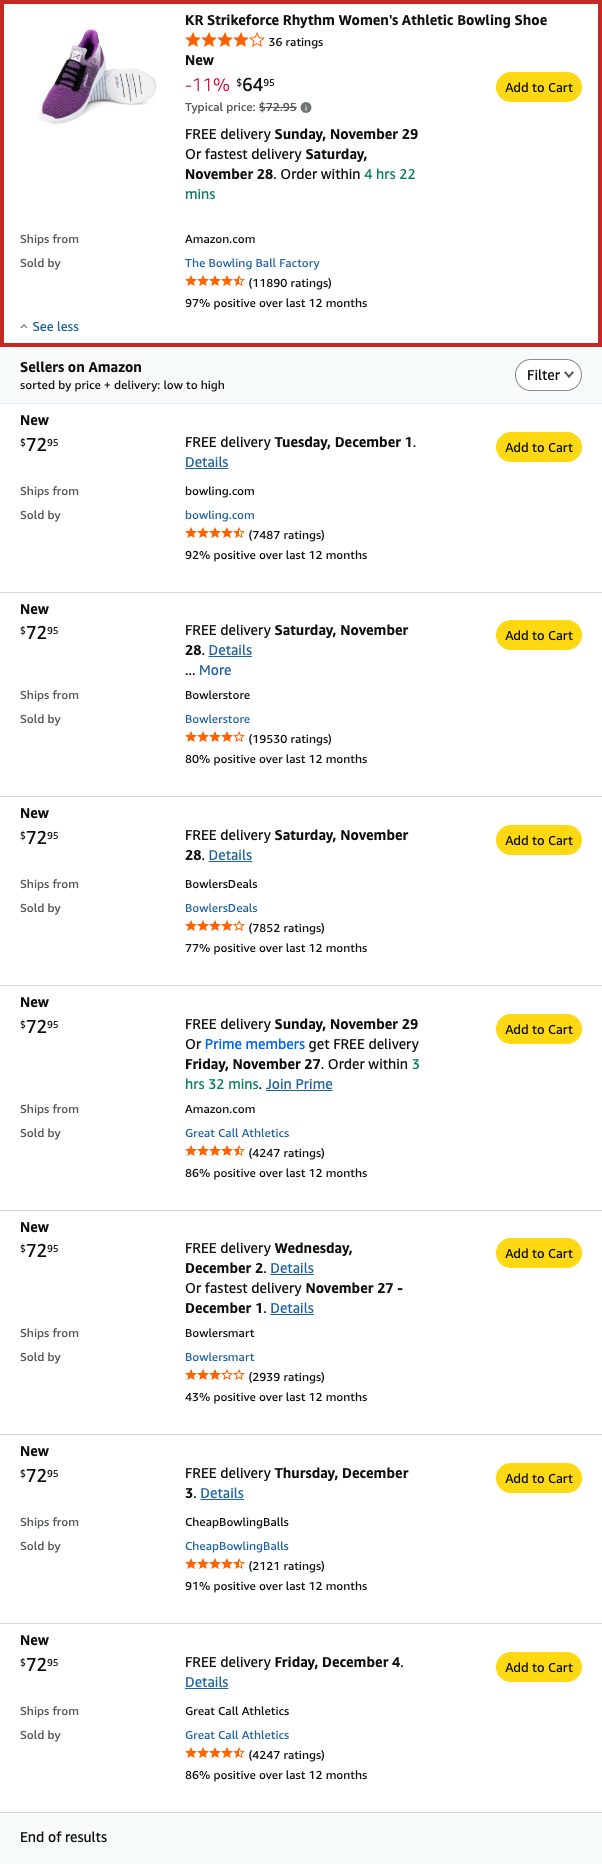 KR Strikeforce Rhythm Women's Athletic Bowling Shoe
36 ratings
New
-11% $64.95
Typical price: $72.95
Add to Cart
FREE delivery Sunday, November 29
Or fastest delivery Saturday,
November 28. Order within 4 hrs 22
mins
Ships from Amazon.com
Sold by The Bowling Ball Factory
(11890 ratings)
97% positive over last 12 months
See less
Sellers on Amazon
sorted by price + delivery: low to high
Filter
New
$72.95
FREE delivery Tuesday, December 1.
Details
Add to Cart
Ships from bowling.com
Sold by bowling.com
(7487 ratings)
92% positive over last 12 months
New
$72.95
FREE delivery Saturday, November
28. Details
... More
Add to Cart
Ships from Bowlerstore
Sold by Bowlerstore
(19530 ratings)
80% positive over last 12 months
New
$72.95
FREE delivery Saturday, November
28. Details
Add to Cart
Ships from BowlersDeals
Sold by BowlersDeals
(7852 ratings)
77% positive over last 12 months
New
$72.95
FREE delivery Sunday, November 29
Or Prime members get FREE delivery
Friday, November 27. Order within 3
hrs 32 mins. Join Prime
Add to Cart
Ships from Amazon.com
Sold by Great Call Athletics
(4247 ratings)
86% positive over last 12 months
New
$72.95
FREE delivery Wednesday,
December 2. Details
Or fastest delivery November 27 -
December 1. Details
Add to Cart
Ships from Bowlersmart
Sold by Bowlersmart
(2939 ratings)
43% positive over last 12 months
New
$72.95
FREE delivery Thursday, December
3. Details
Add to Cart
Ships from CheapBowlingBalls
Sold by CheapBowlingBalls
(2121 ratings)
91% positive over last 12 months
New
$72.95
FREE delivery Friday, December 4.
Details
Add to Cart
Ships from Great Call Athletics
Sold by Great Call Athletics
(4247 ratings)
86% positive over last 12 months
End of results